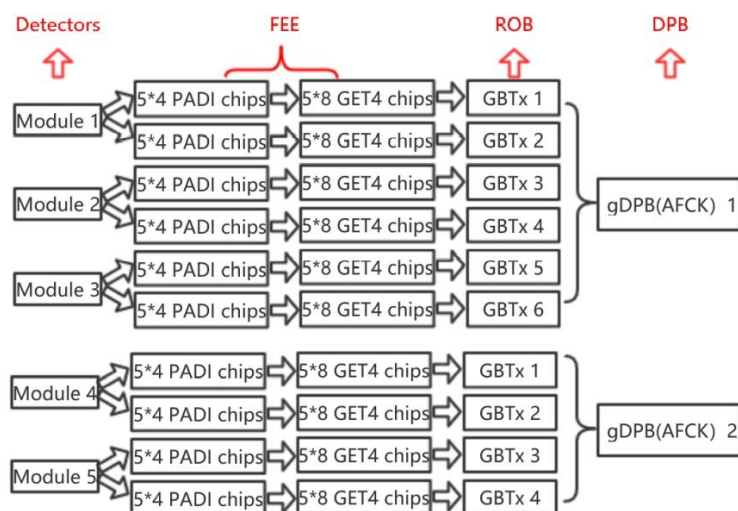 Detectors FEE ROB DPB
5*4 PADI chips 5*8 GET4 chips GBTx 1
Module 1
5*4 PADI chips 5*8 GET4 chips GBTx 2
5*4 PADI chips 5*8 GET4 chips GBTx 3
Module 2 gDPB(AFCK) 1
5*4 PADI chips 5*8 GET4 chips GBTx 4
5*4 PADI chips 5*8 GET4 chips GBTx 5
Module 3
5*4 PADI chips 5*8 GET4 chips GBTx 6
5*4 PADI chips 5*8 GET4 chips GBTx 1
Module 4
5*4 PADI chips 5*8 GET4 chips GBTx 2
gDPB(AFCK) 2
5*4 PADI chips 5*8 GET4 chips GBTx 3
Module 5
5*4 PADI chips 5*8 GET4 chips GBTx 4